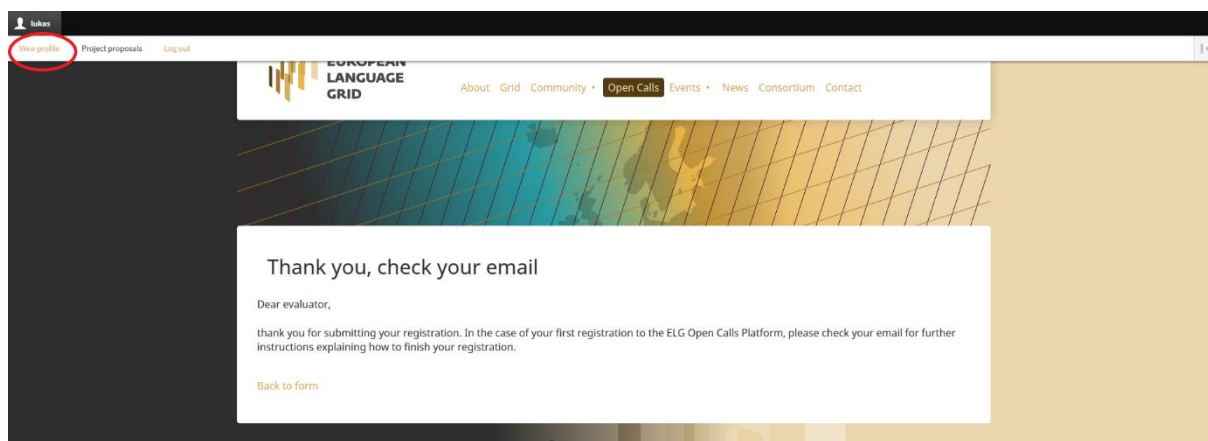 lukas
View profile Project proposals Log out
EUROPEAN
LANGUAGE
GRID
About Grid Community Open Calls Events News Consortium Contact
Thank you, check your email
Dear evaluator,
thank you for submitting your registration. In the case of your first registration to the ELG Open Calls Platform, please check your email for further
instructions explaining how to finish your registration.
Back to form